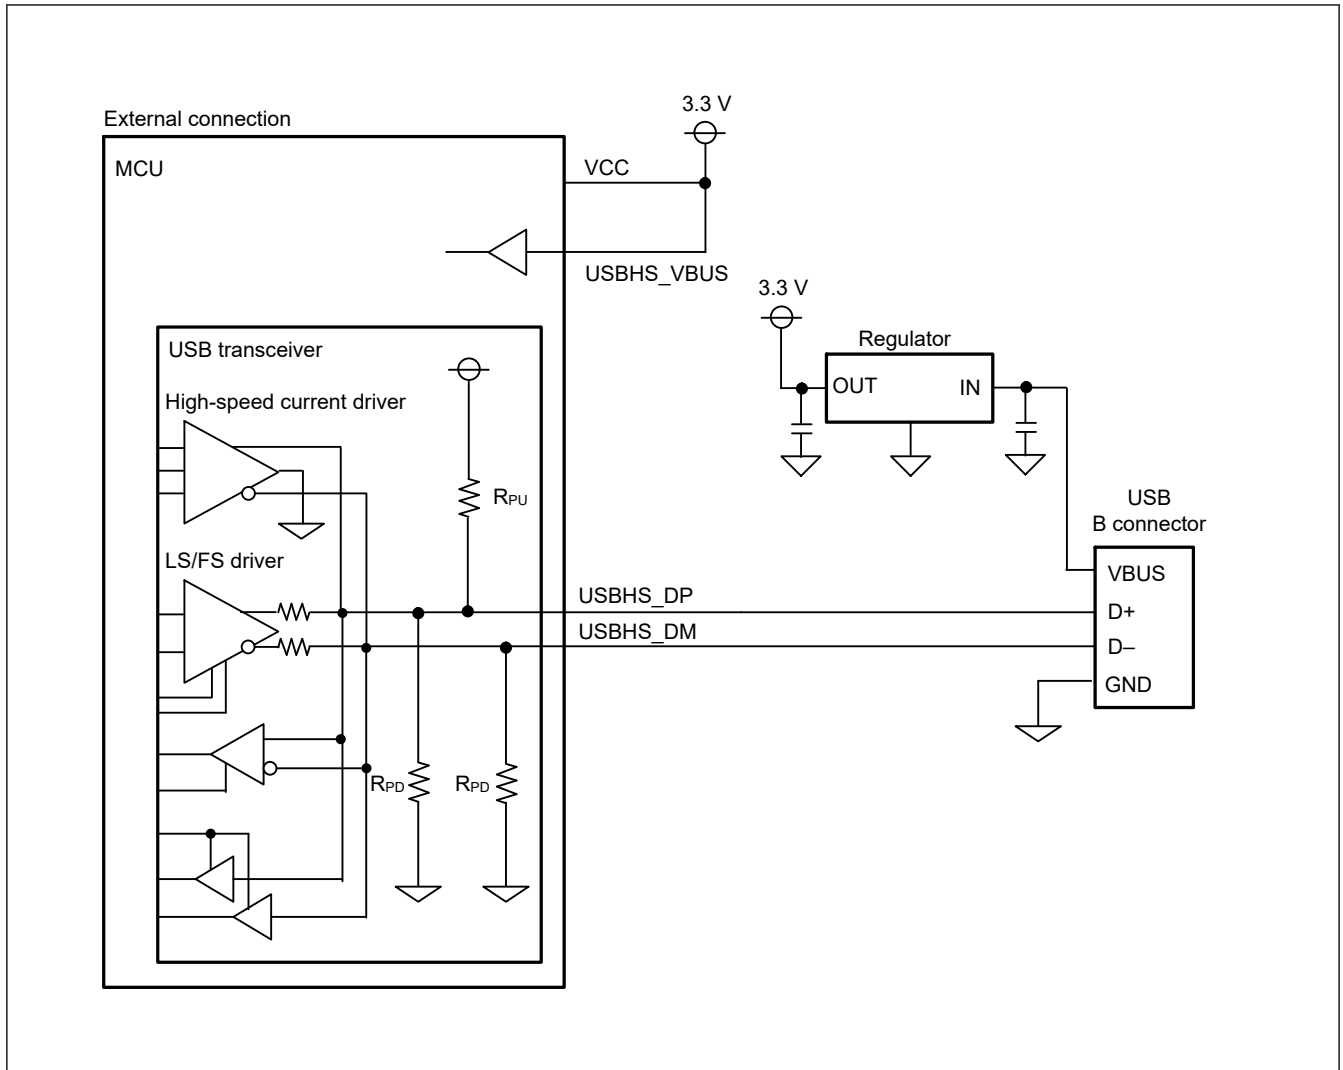 External connection
3.3 V
MCU
VCC
USBHS_VBUS
3.3 V
Regulator
OUT
IN
USB transceiver
High-speed current driver
RPU
USB
B connector
LS/FS driver
VBUS
USBHS_DP
D+
USBHS_DM
D–
GND
RPD
RPD